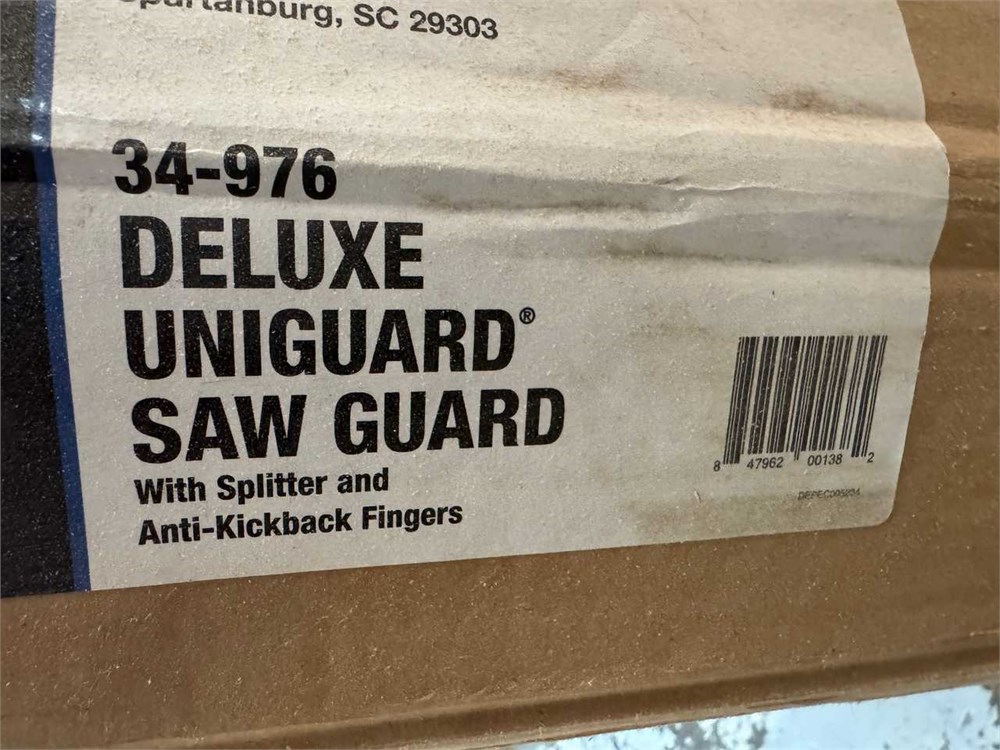 Spartanburg, SC 29303
34-976
DELUXE
UNIGUARD®
SAW GUARD
With Splitter and
Anti-Kickback Fingers
8 47962 00138 2